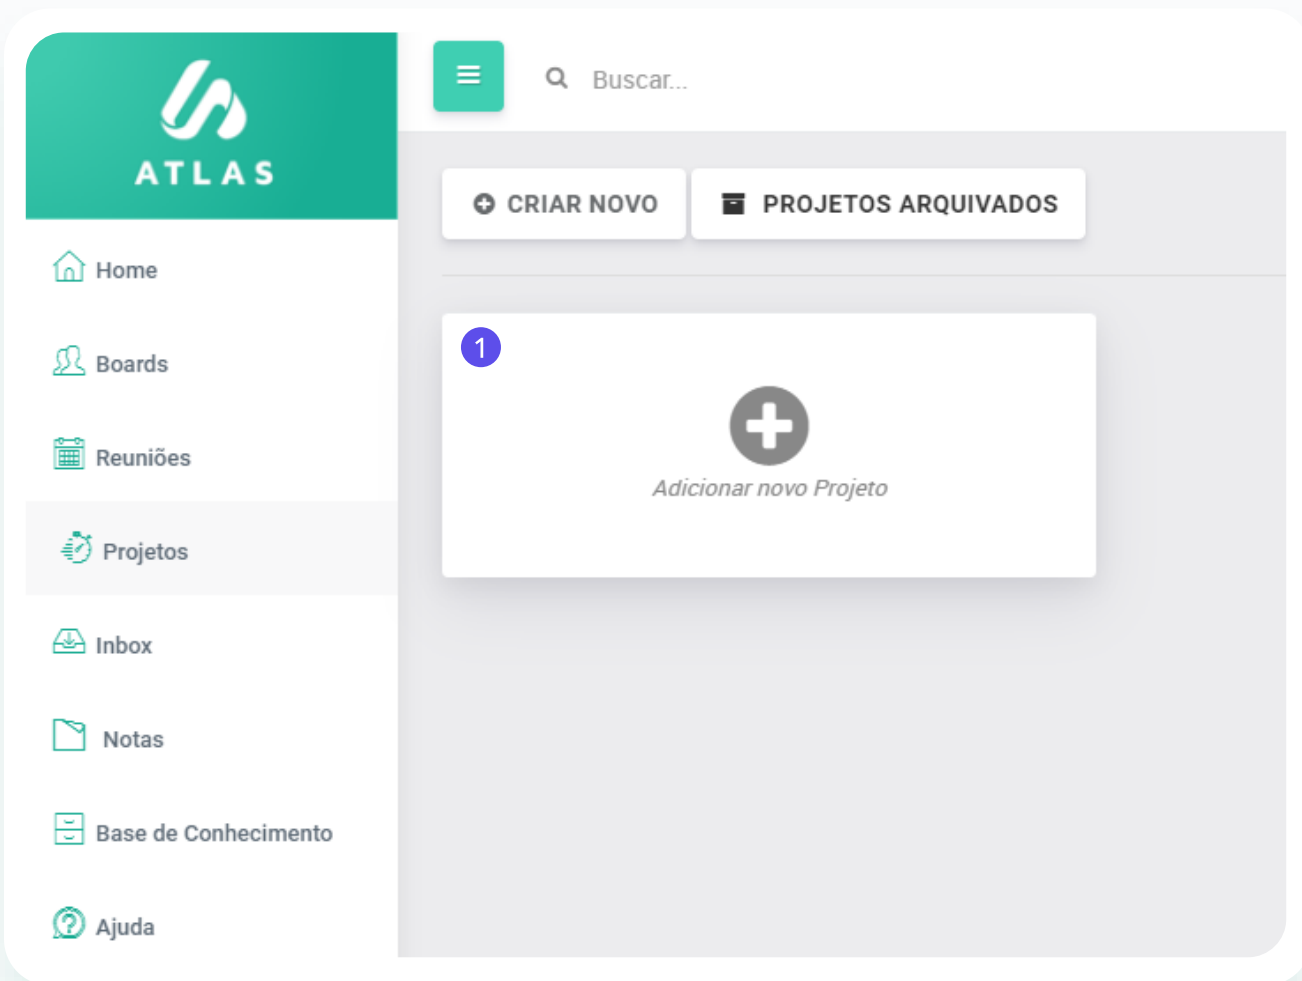 ATLAS
Buscar...
CRIAR NOVO
PROJETOS ARQUIVADOS
Home
Boards
Reuniões
Projetos
Inbox
Notas
Base de Conhecimento
Ajuda
1
Adicionar novo Projeto